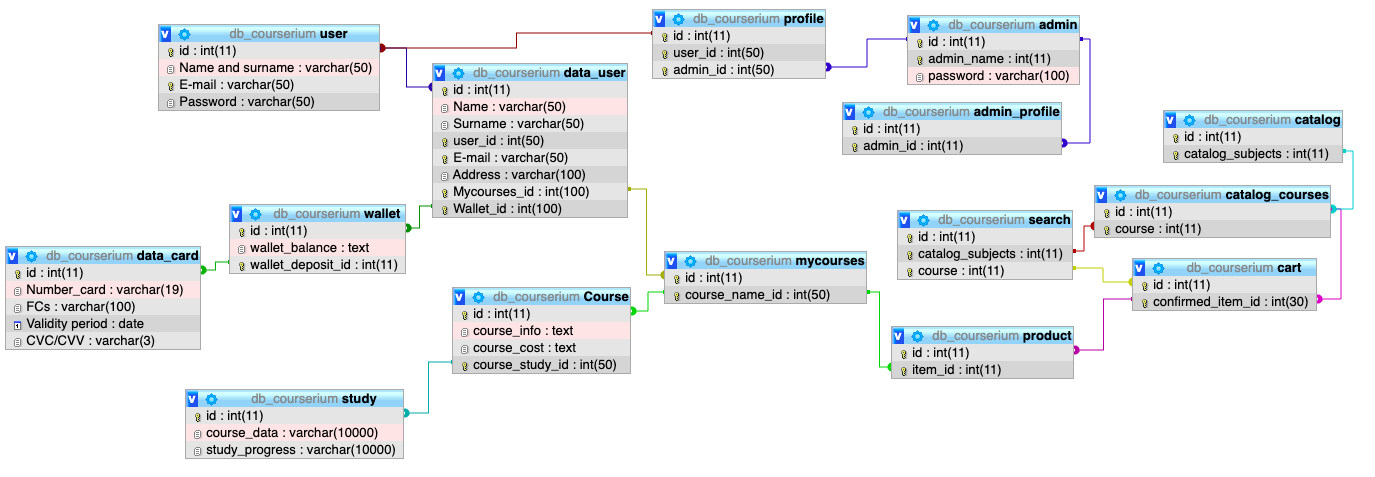 db_courserium user
id : int(11)
Name and surname : varchar(50)
E-mail : varchar(50)
Password : varchar(50)
db_courserium data_user
id : int(11)
Name : varchar(50)
Surname : varchar(50)
user_id : int(50)
E-mail : varchar(50)
Address : varchar(100)
Mycourses_id : int(100)
Wallet_id : int(100)
db_courserium profile
id : int(11)
user_id : int(50)
admin_id : int(50)
db_courserium admin
id : int(11)
admin_name : int(11)
password : varchar(100)
db_courserium admin_profile
id : int(11)
admin_id : int(11)
db_courserium catalog
id : int(11)
catalog_subjects : int(11)
db_courserium catalog_courses
id : int(11)
course : int(11)
db_courserium search
id : int(11)
catalog_subjects : int(11)
course : int(11)
db_courserium cart
id : int(11)
confirmed_item_id : int(30)
db_courserium wallet
id : int(11)
wallet_balance : text
wallet_deposit_id : int(11)
db_courserium data_card
id : int(11)
Number_card : varchar(19)
FCs : varchar(100)
Validity period : date
CVC/CVV : varchar(3)
db_courserium mycourses
id : int(11)
course_name_id : int(50)
db_courserium Course
id : int(11)
course_info : text
course_cost : text
course_study_id : int(50)
db_courserium product
id : int(11)
item_id : int(11)
db_courserium study
id : int(11)
course_data : varchar(10000)
study_progress : varchar(10000)